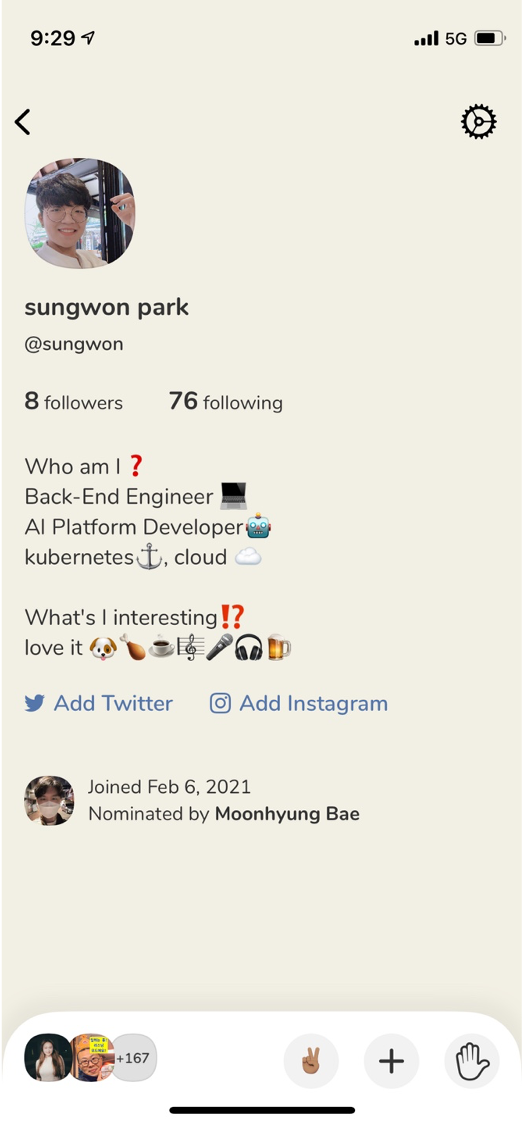 9:29
5G
sungwon park
@sungwon
8 followers 76 following
Who am I ❓
Back-End Engineer 💻
AI Platform Developer🤖
kubernetes⚓, cloud ☁️
What's I interesting⁉️
love it 🐶🍗☕🎼🎤🎧🍺
Add Twitter Add Instagram
Joined Feb 6, 2021
Nominated by Moonhyung Bae
+167